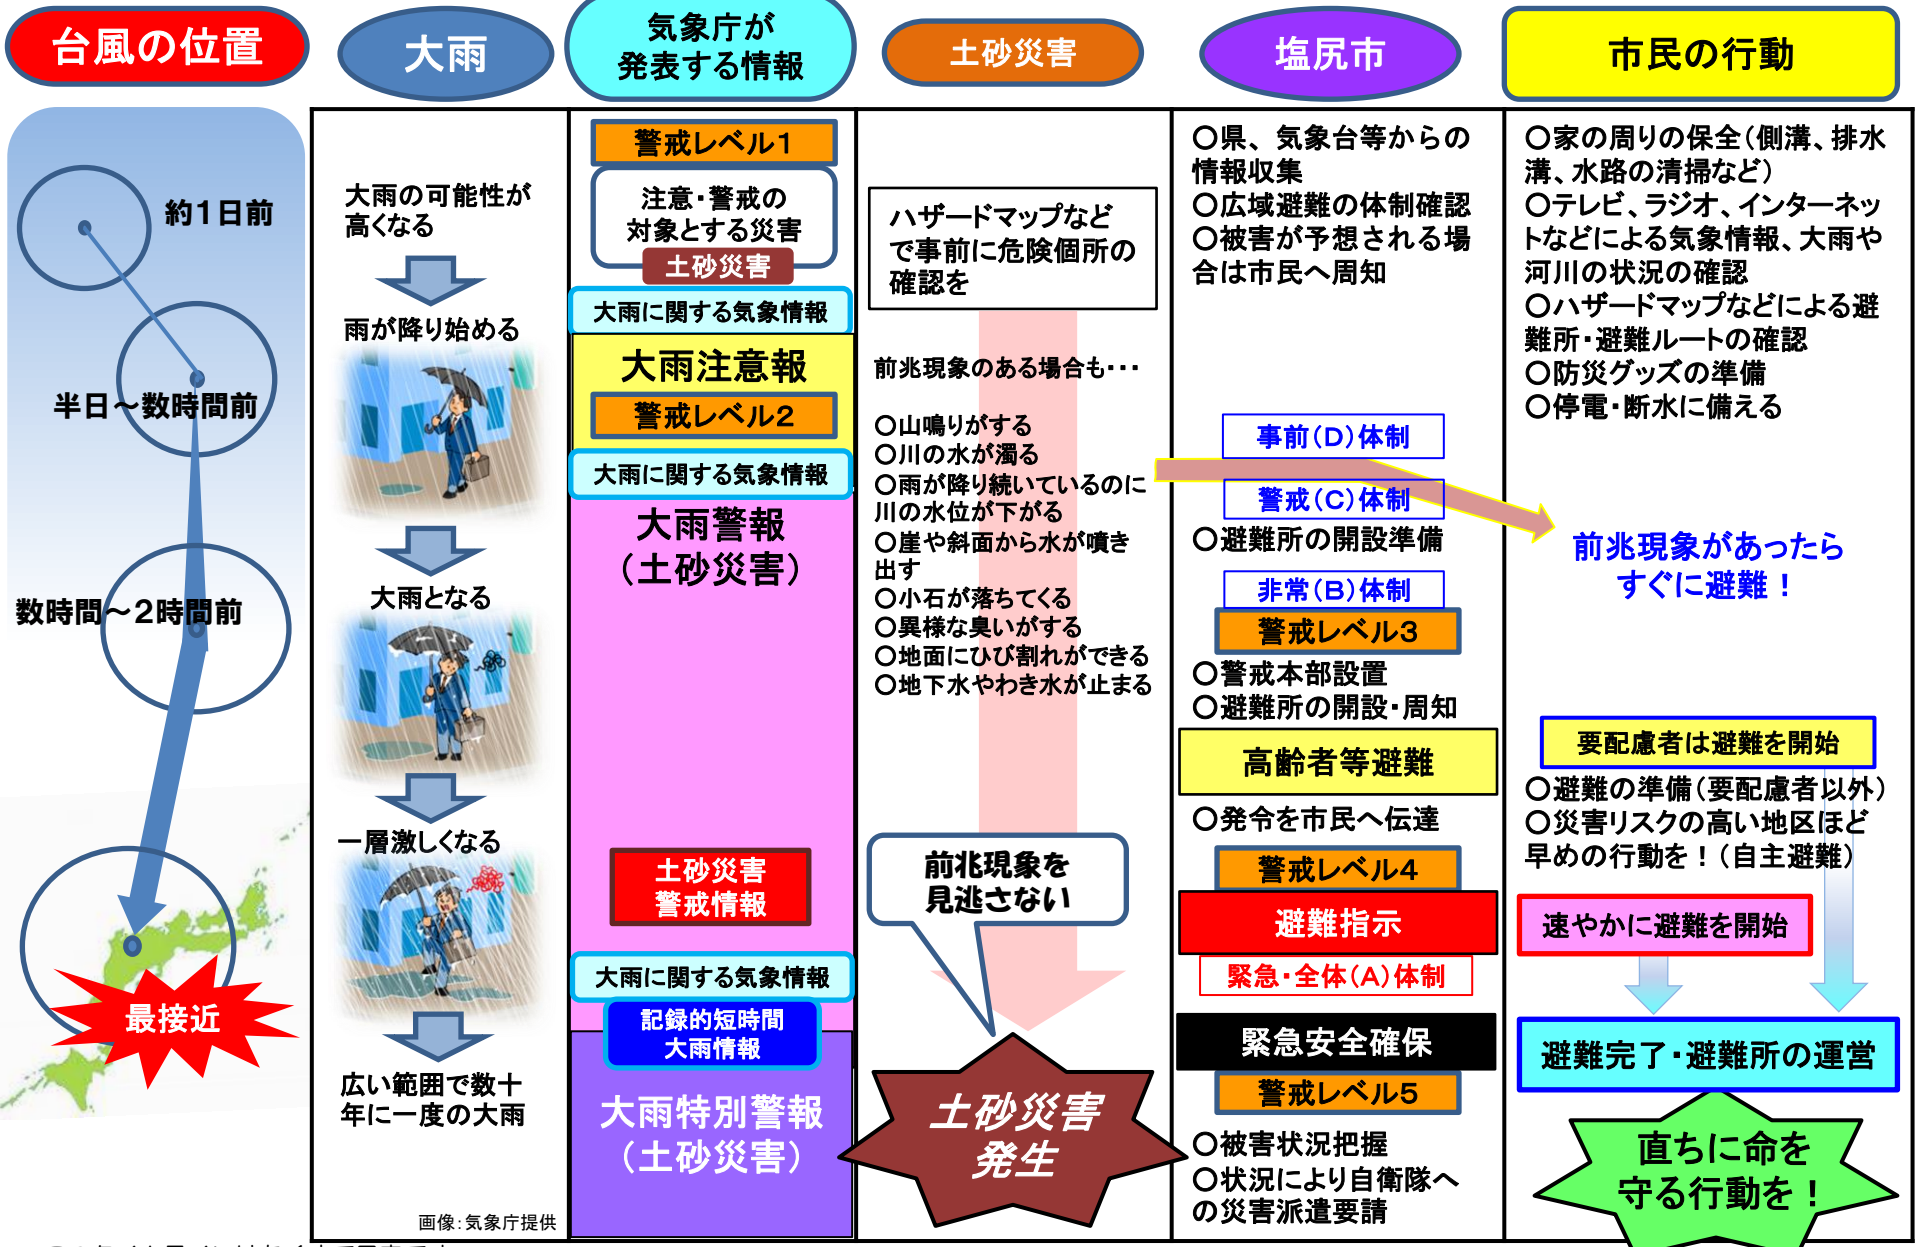 台風の位置
大雨
気象庁が
発表する情報
土砂災害
塩尻市
市民の行動
約1日前
半日～数時間前
数時間～2時間前
最接近
大雨の可能性が
高くなる
雨が降り始める
大雨となる
一層激しくなる
広い範囲で数十
年に一度の大雨
画像：気象庁提供
警戒レベル1
注意・警戒の
対象とする災害
土砂災害
大雨に関する気象情報
大雨注意報
警戒レベル2
大雨に関する気象情報
大雨警報
（土砂災害）
土砂災害
警戒情報
大雨に関する気象情報
記録的短時間
大雨情報
大雨特別警報
（土砂災害）
ハザードマップなど
で事前に危険個所の
確認を
前兆現象のある場合も・・・
○山鳴りがする
○川の水が濁る
○雨が降り続いているのに
川の水位が下がる
○崖や斜面から水が噴き
出す
○小石が落ちてくる
○異様な臭いがする
○地面にひび割れができる
○地下水やわき水が止まる
前兆現象を
見逃さない
土砂災害
発生
○県、気象台等からの
情報収集
○広域避難の体制確認
○被害が予想される場
合は市民へ周知
事前（D）体制
警戒（C）体制
○避難所の開設準備
非常（B）体制
警戒レベル3
○警戒本部設置
○避難所の開設・周知
高齢者等避難
○発令を市民へ伝達
警戒レベル4
避難指示
緊急・全体（A）体制
緊急安全確保
警戒レベル5
○被害状況把握
○状況により自衛隊へ
の災害派遣要請
○家の周りの保全（側溝、排水
溝、水路の清掃など）
○テレビ、ラジオ、インターネッ
トなどによる気象情報、大雨や
河川の状況の確認
○ハザードマップなどによる避
難所・避難ルートの確認
○防災グッズの準備
○停電・断水に備える
前兆現象があったら
すぐに避難！
要配慮者は避難を開始
○避難の準備（要配慮者以外）
○災害リスクの高い地区ほど
早めの行動を！（自主避難）
速やかに避難を開始
避難完了・避難所の運営
直ちに命を
守る行動を！